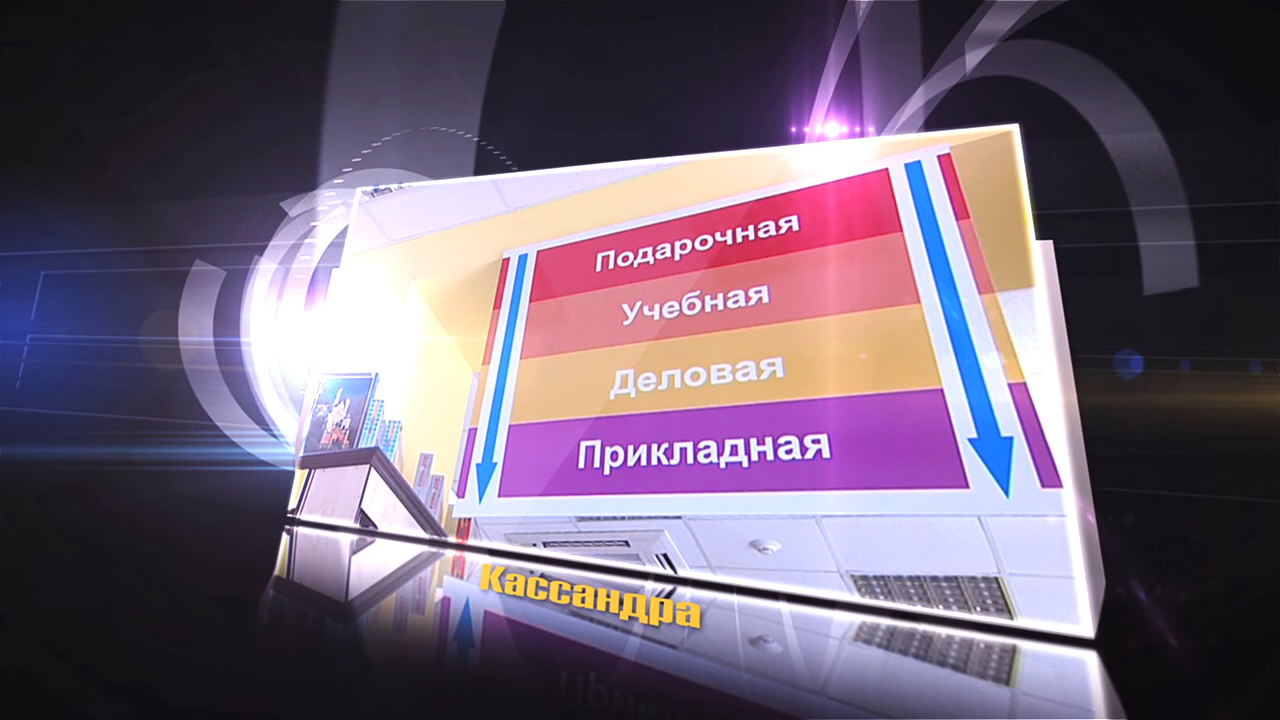 Подарочная
Учебная
Деловая
Прикладная
Кассандра